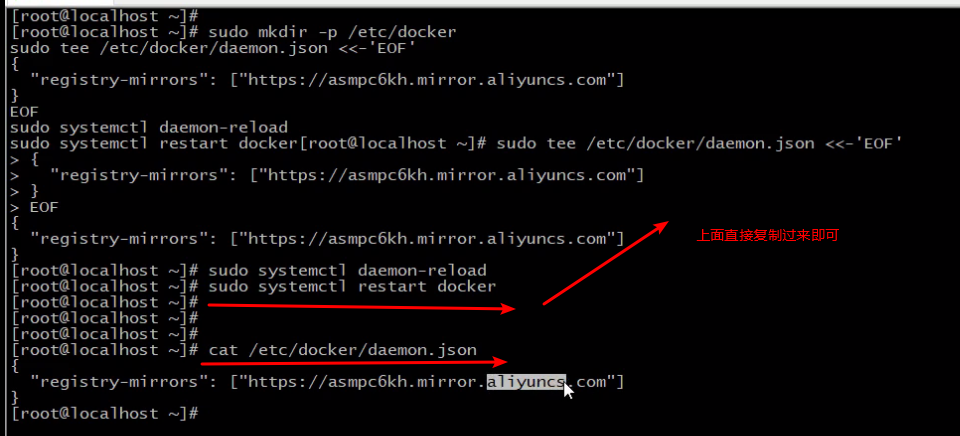 [root@localhost ~]#
[root@localhost ~]# sudo mkdir -p /etc/docker
sudo tee /etc/docker/daemon.json <<-'EOF'
{
  "registry-mirrors": ["https://asmpc6kh.mirror.aliyuncs.com"]
}
EOF
sudo systemctl daemon-reload
sudo systemctl restart docker[root@localhost ~]# sudo tee /etc/docker/daemon.json <<-'EOF'
> {
>   "registry-mirrors": ["https://asmpc6kh.mirror.aliyuncs.com"]
> }
> EOF
{
  "registry-mirrors": ["https://asmpc6kh.mirror.aliyuncs.com"]
}
上面直接复制过来即可
[root@localhost ~]# sudo systemctl daemon-reload
[root@localhost ~]# sudo systemctl restart docker
[root@localhost ~]#
[root@localhost ~]#
[root@localhost ~]#
[root@localhost ~]# cat /etc/docker/daemon.json
{
  "registry-mirrors": ["https://asmpc6kh.mirror.aliyuncs.com"]
}
[root@localhost ~]#